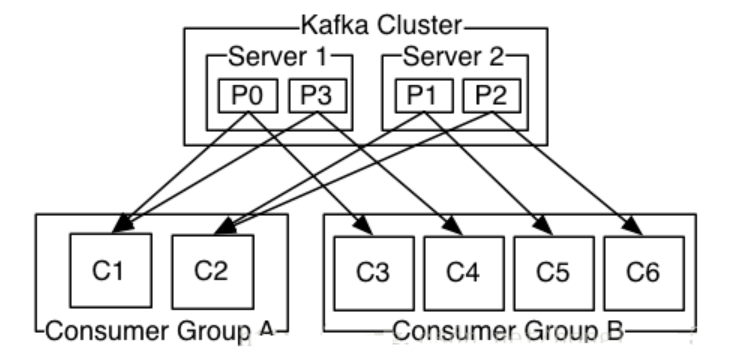 Kafka Cluster
Server 1 Server 2
P0 P3 P1 P2
C1 C2 C3 C4 C5 C6
Consumer Group A Consumer Group B